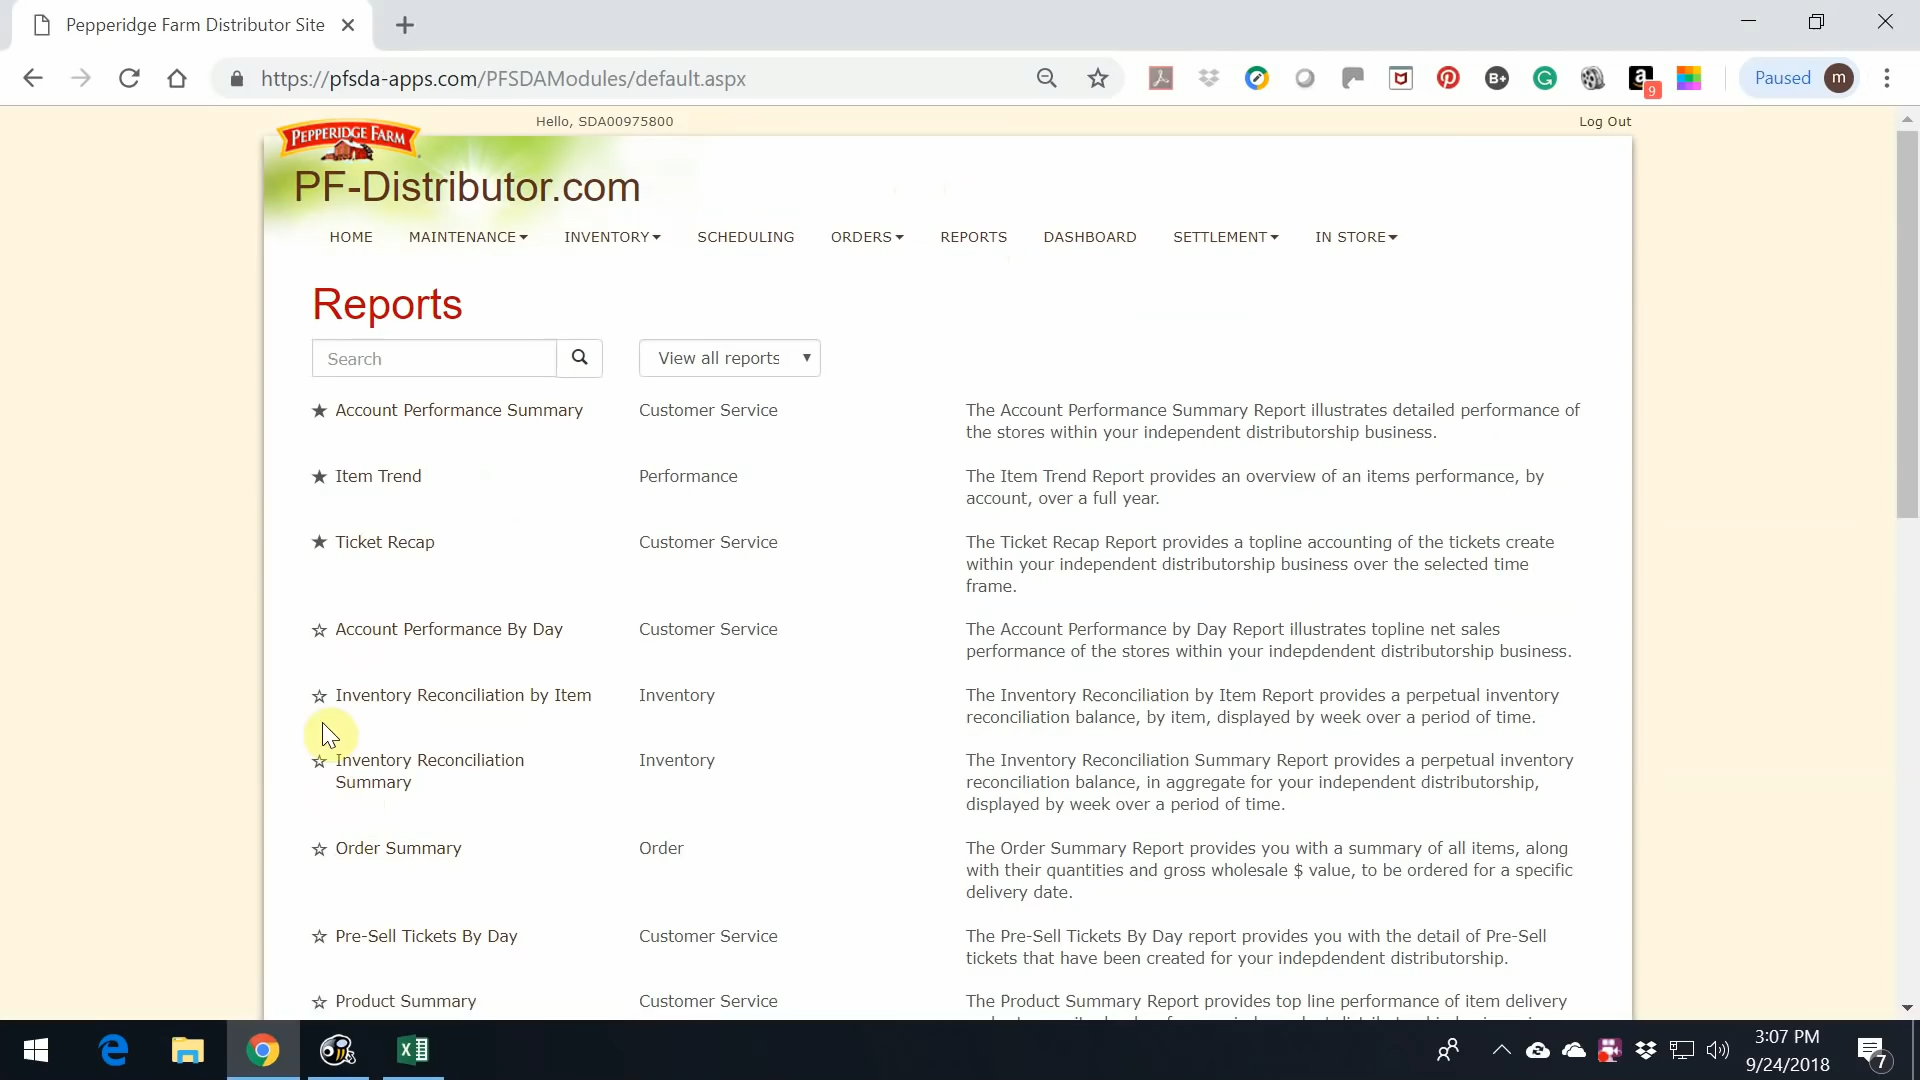 Pepperidge Farm Distributor Site
https://pfsda-apps.com/PFSDAModules/default.aspx
9
Paused m
Hello, SDA00975800
Log Out
PEPPERIDGE FARM
PF-Distributor.com
HOME MAINTENANCE INVENTORY SCHEDULING ORDERS REPORTS DASHBOARD SETTLEMENT IN STORE
Reports
Search
View all reports
Account Performance Summary
Customer Service
The Account Performance Summary Report illustrates detailed performance of
the stores within your independent distributorship business.
Item Trend
Performance
The Item Trend Report provides an overview of an items performance, by
account, over a full year.
Ticket Recap
Customer Service
The Ticket Recap Report provides a topline accounting of the tickets create
within your independent distributorship business over the selected time
frame.
Account Performance By Day
Customer Service
The Account Performance by Day Report illustrates topline net sales
performance of the stores within your indepdendent distributorship business.
Inventory Reconciliation by Item
Inventory
The Inventory Reconciliation by Item Report provides a perpetual inventory
reconciliation balance, by item, displayed by week over a period of time.
Inventory Reconciliation
Summary
Inventory
The Inventory Reconciliation Summary Report provides a perpetual inventory
reconciliation balance, in aggregate for your independent distributorship,
displayed by week over a period of time.
Order Summary
Order
The Order Summary Report provides you with a summary of all items, along
with their quantities and gross wholesale $ value, to be ordered for a specific
delivery date.
Pre-Sell Tickets By Day
Customer Service
The Pre-Sell Tickets By Day report provides you with the detail of Pre-Sell
tickets that have been created for your indepdendent distributorship.
Product Summary
Customer Service
The Product Summary Report provides top line performance of item delivery
3:07 PM
9/24/2018
7